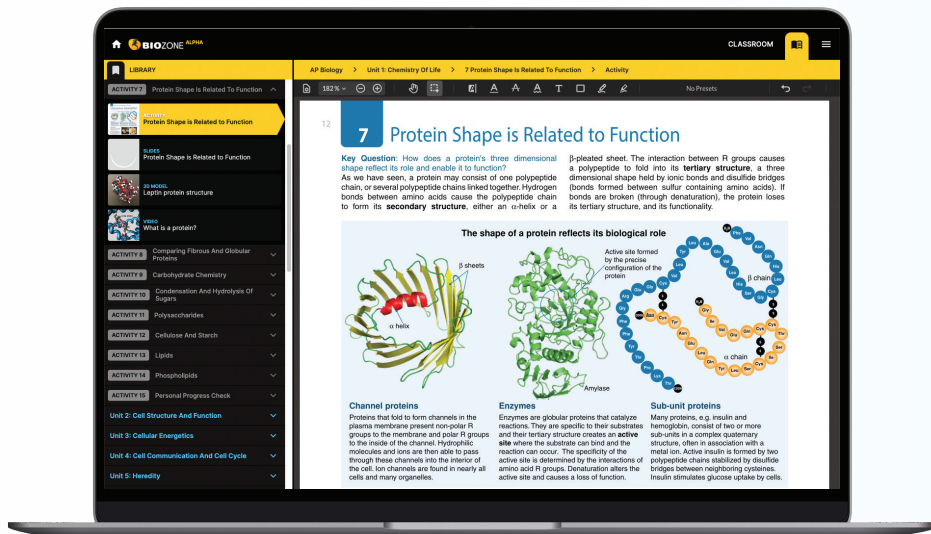 BIOZONE ALPHA
CLASSROOM
LIBRARY
AP Biology > Unit 1: Chemistry Of Life > 7 Protein Shape Is Related To Function > Activity
182%
T
No Presets
ACTIVITY 7 Protein Shape Is Related To Function
ACTIVITY
Protein Shape is Related to Function
SLIDES
Protein Shape is Related to Function
3D MODEL
Leptin protein structure
VIDEO
What is a protein?
ACTIVITY 8 Comparing Fibrous And Globular
Proteins
ACTIVITY 9 Carbohydrate Chemistry
ACTIVITY 10 Condensation And Hydrolysis Of
Sugars
ACTIVITY 11 Polysaccharides
ACTIVITY 12 Cellulose And Starch
ACTIVITY 13 Lipids
ACTIVITY 14 Phospholipids
ACTIVITY 15 Personal Progress Check
Unit 2: Cell Structure And Function
Unit 3: Cellular Energetics
Unit 4: Cell Communication And Cell Cycle
Unit 5: Heredity
12
7 Protein Shape is Related to Function
Key Question: How does a protein's three dimensional
shape reflect its role and enable it to function?
As we have seen, a protein may consist of one polypeptide
chain, or several polypeptide chains linked together. Hydrogen
bonds between amino acids cause the polypeptide chain
to form its secondary structure, either an α-helix or a
β-pleated sheet. The interaction between R groups causes
a polypeptide to fold into its tertiary structure, a three
dimensional shape held by ionic bonds and disulfide bridges
(bonds formed between sulfur containing amino acids). If
bonds are broken (through denaturation), the protein loses
its tertiary structure, and its functionality.
The shape of a protein reflects its biological role
β sheets
α helix
Active site formed
by the precise
configuration of the
protein
Amylase
β chain
α chain
Channel proteins
Proteins that fold to form channels in the
plasma membrane present non-polar R
groups to the membrane and polar R groups
to the inside of the channel. Hydrophilic
molecules and ions are then able to pass
through these channels into the interior of
the cell. Ion channels are found in nearly all
cells and many organelles.
Enzymes
Enzymes are globular proteins that catalyze
reactions. They are specific to their substrates
and their tertiary structure creates an active
site where the substrate can bind and the
reaction can occur. The specificity of the
active site is determined by the interactions of
amino acid R groups. Denaturation alters the
active site and causes a loss of function.
Sub-unit proteins
Many proteins, e.g. insulin and
hemoglobin, consist of two or more
sub-units in a complex quaternary
structure, often in association with a
metal ion. Active insulin is formed by two
polypeptide chains stabilized by disulfide
bridges between neighboring cysteines.
Insulin stimulates glucose uptake by cells.